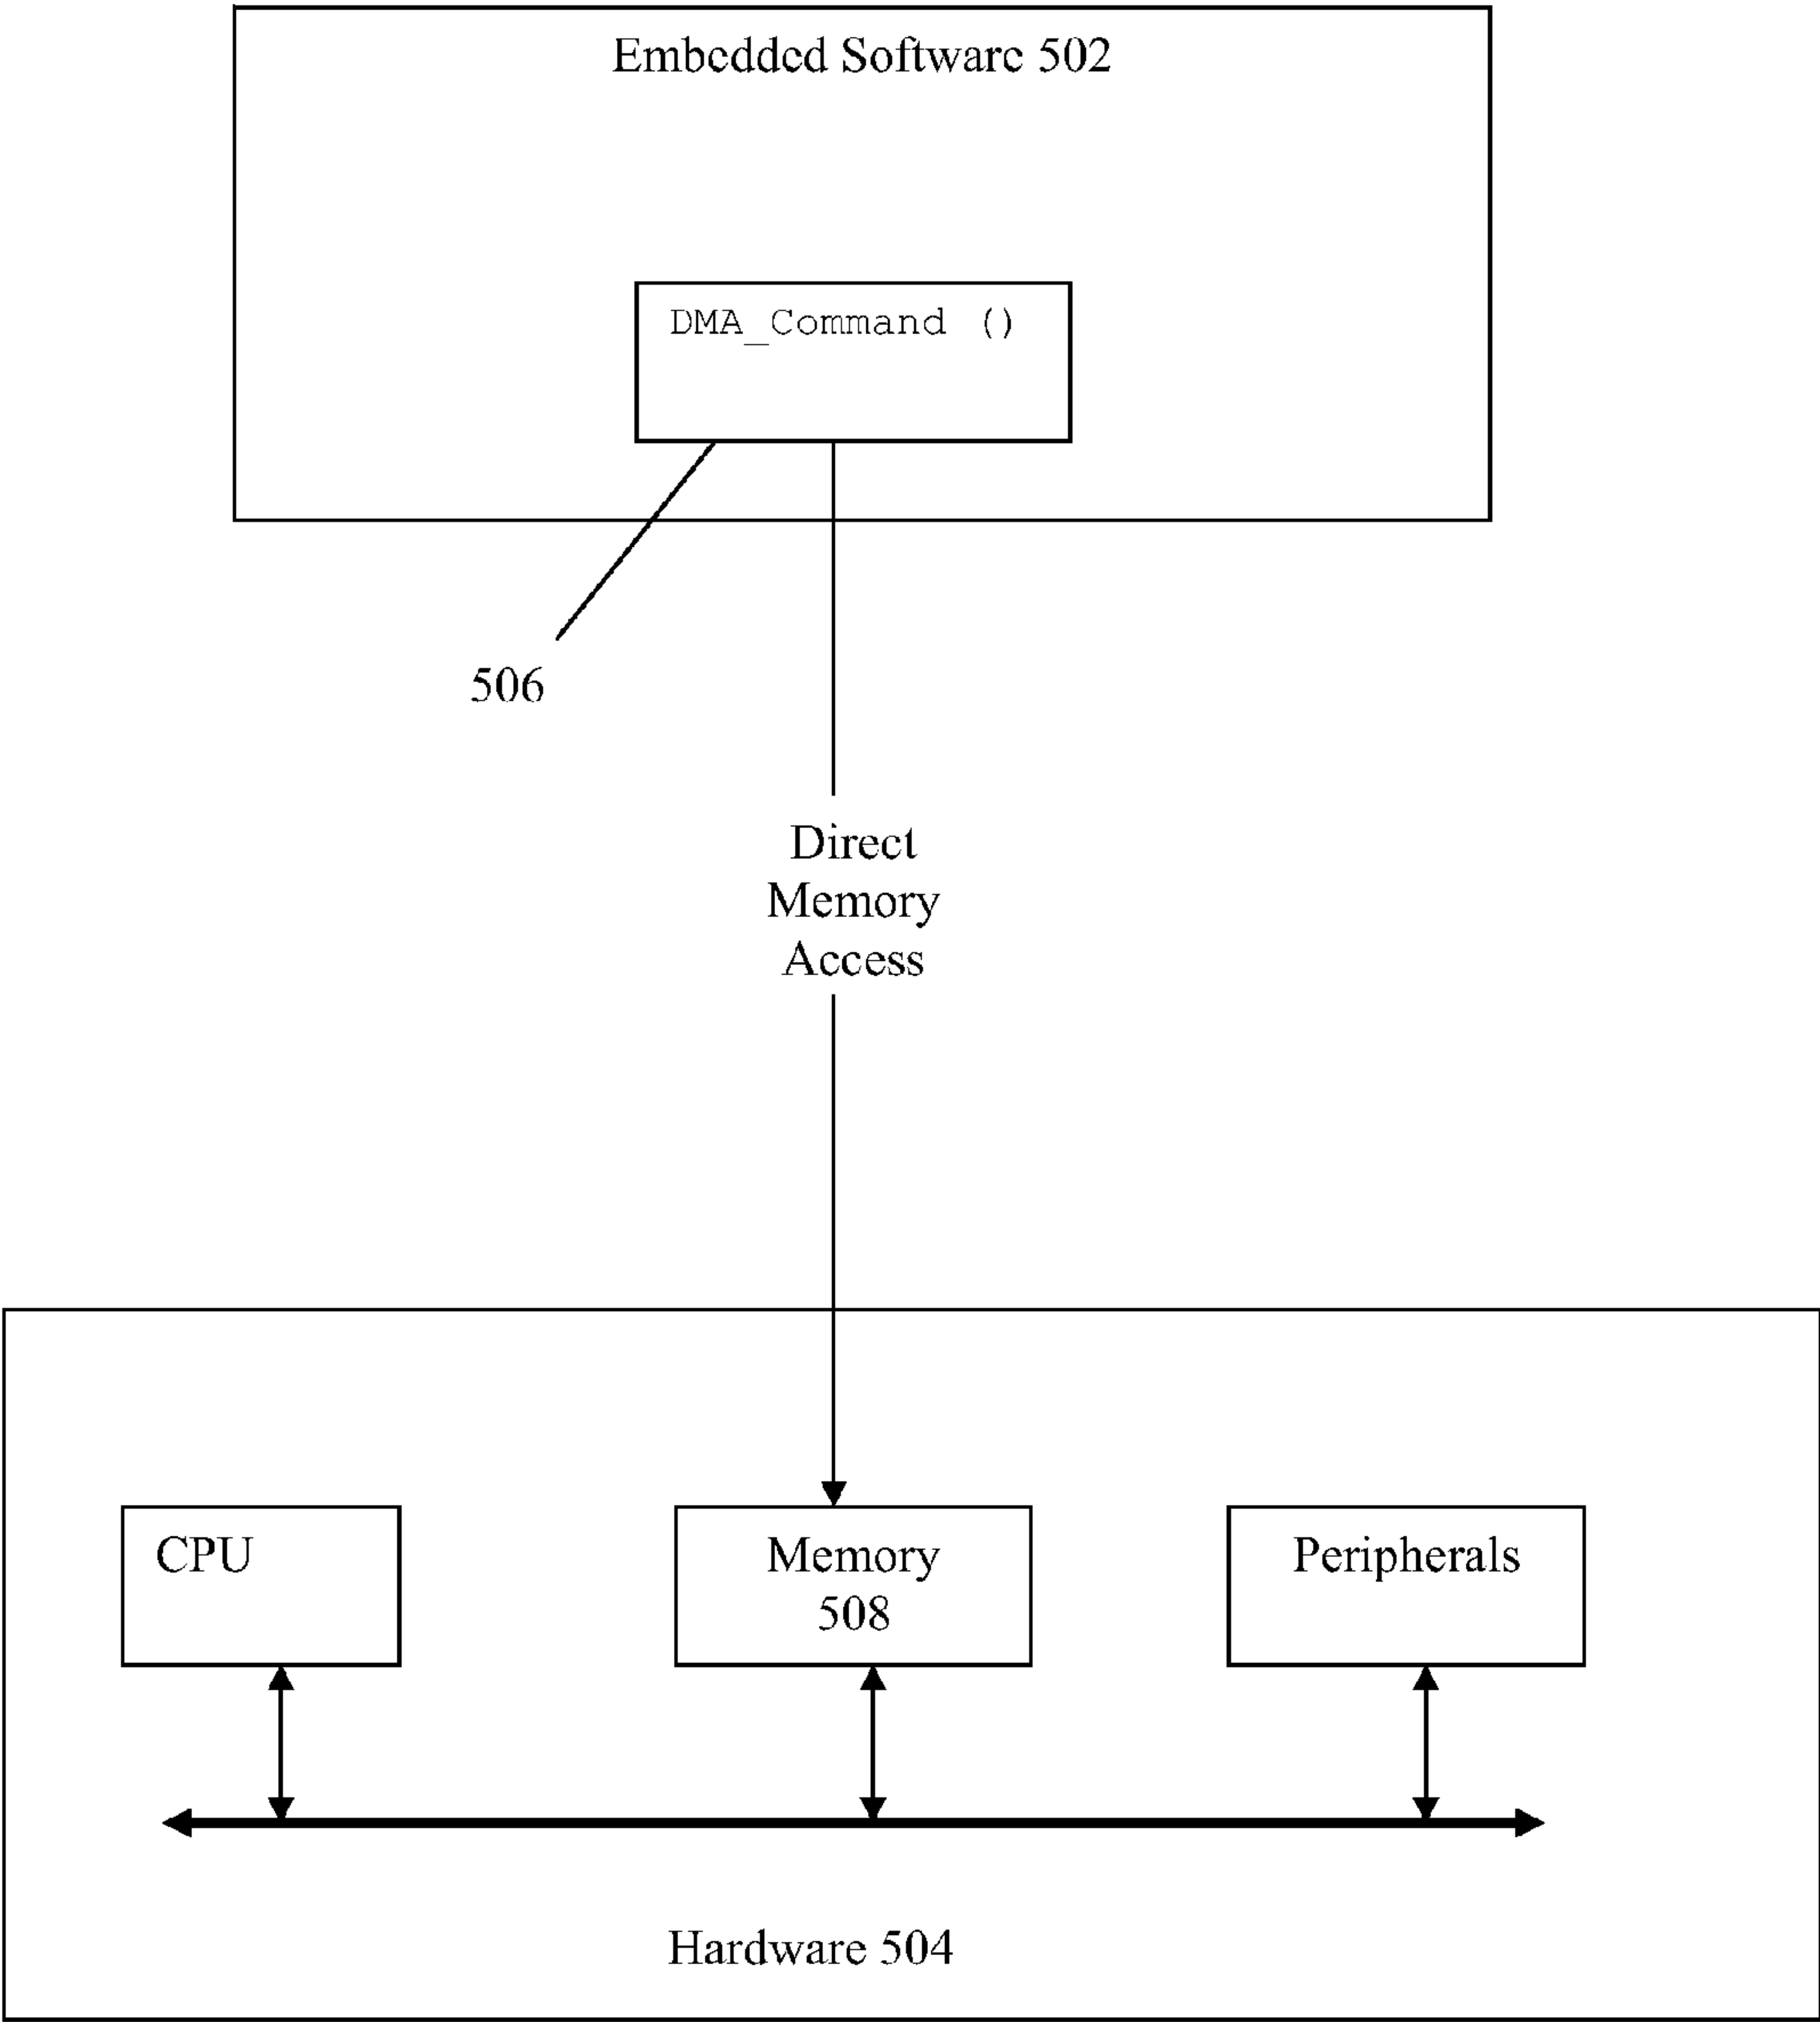 Embedded Software 502
DMA_Command ()
506
Direct
Memory
Access
CPU
Memory
508
Peripherals
Hardware 504